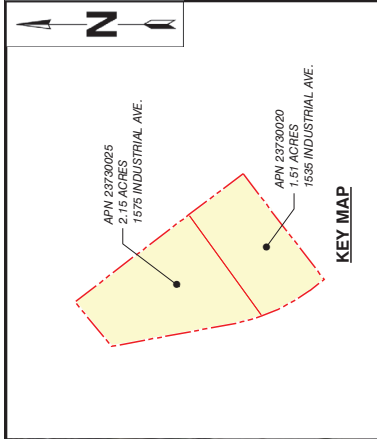 N
APN 23730025
2.15 ACRES
1575 INDUSTRIAL AVE.
APN 23730020
1.51 ACRES
1535 INDUSTRIAL AVE.
KEY MAP